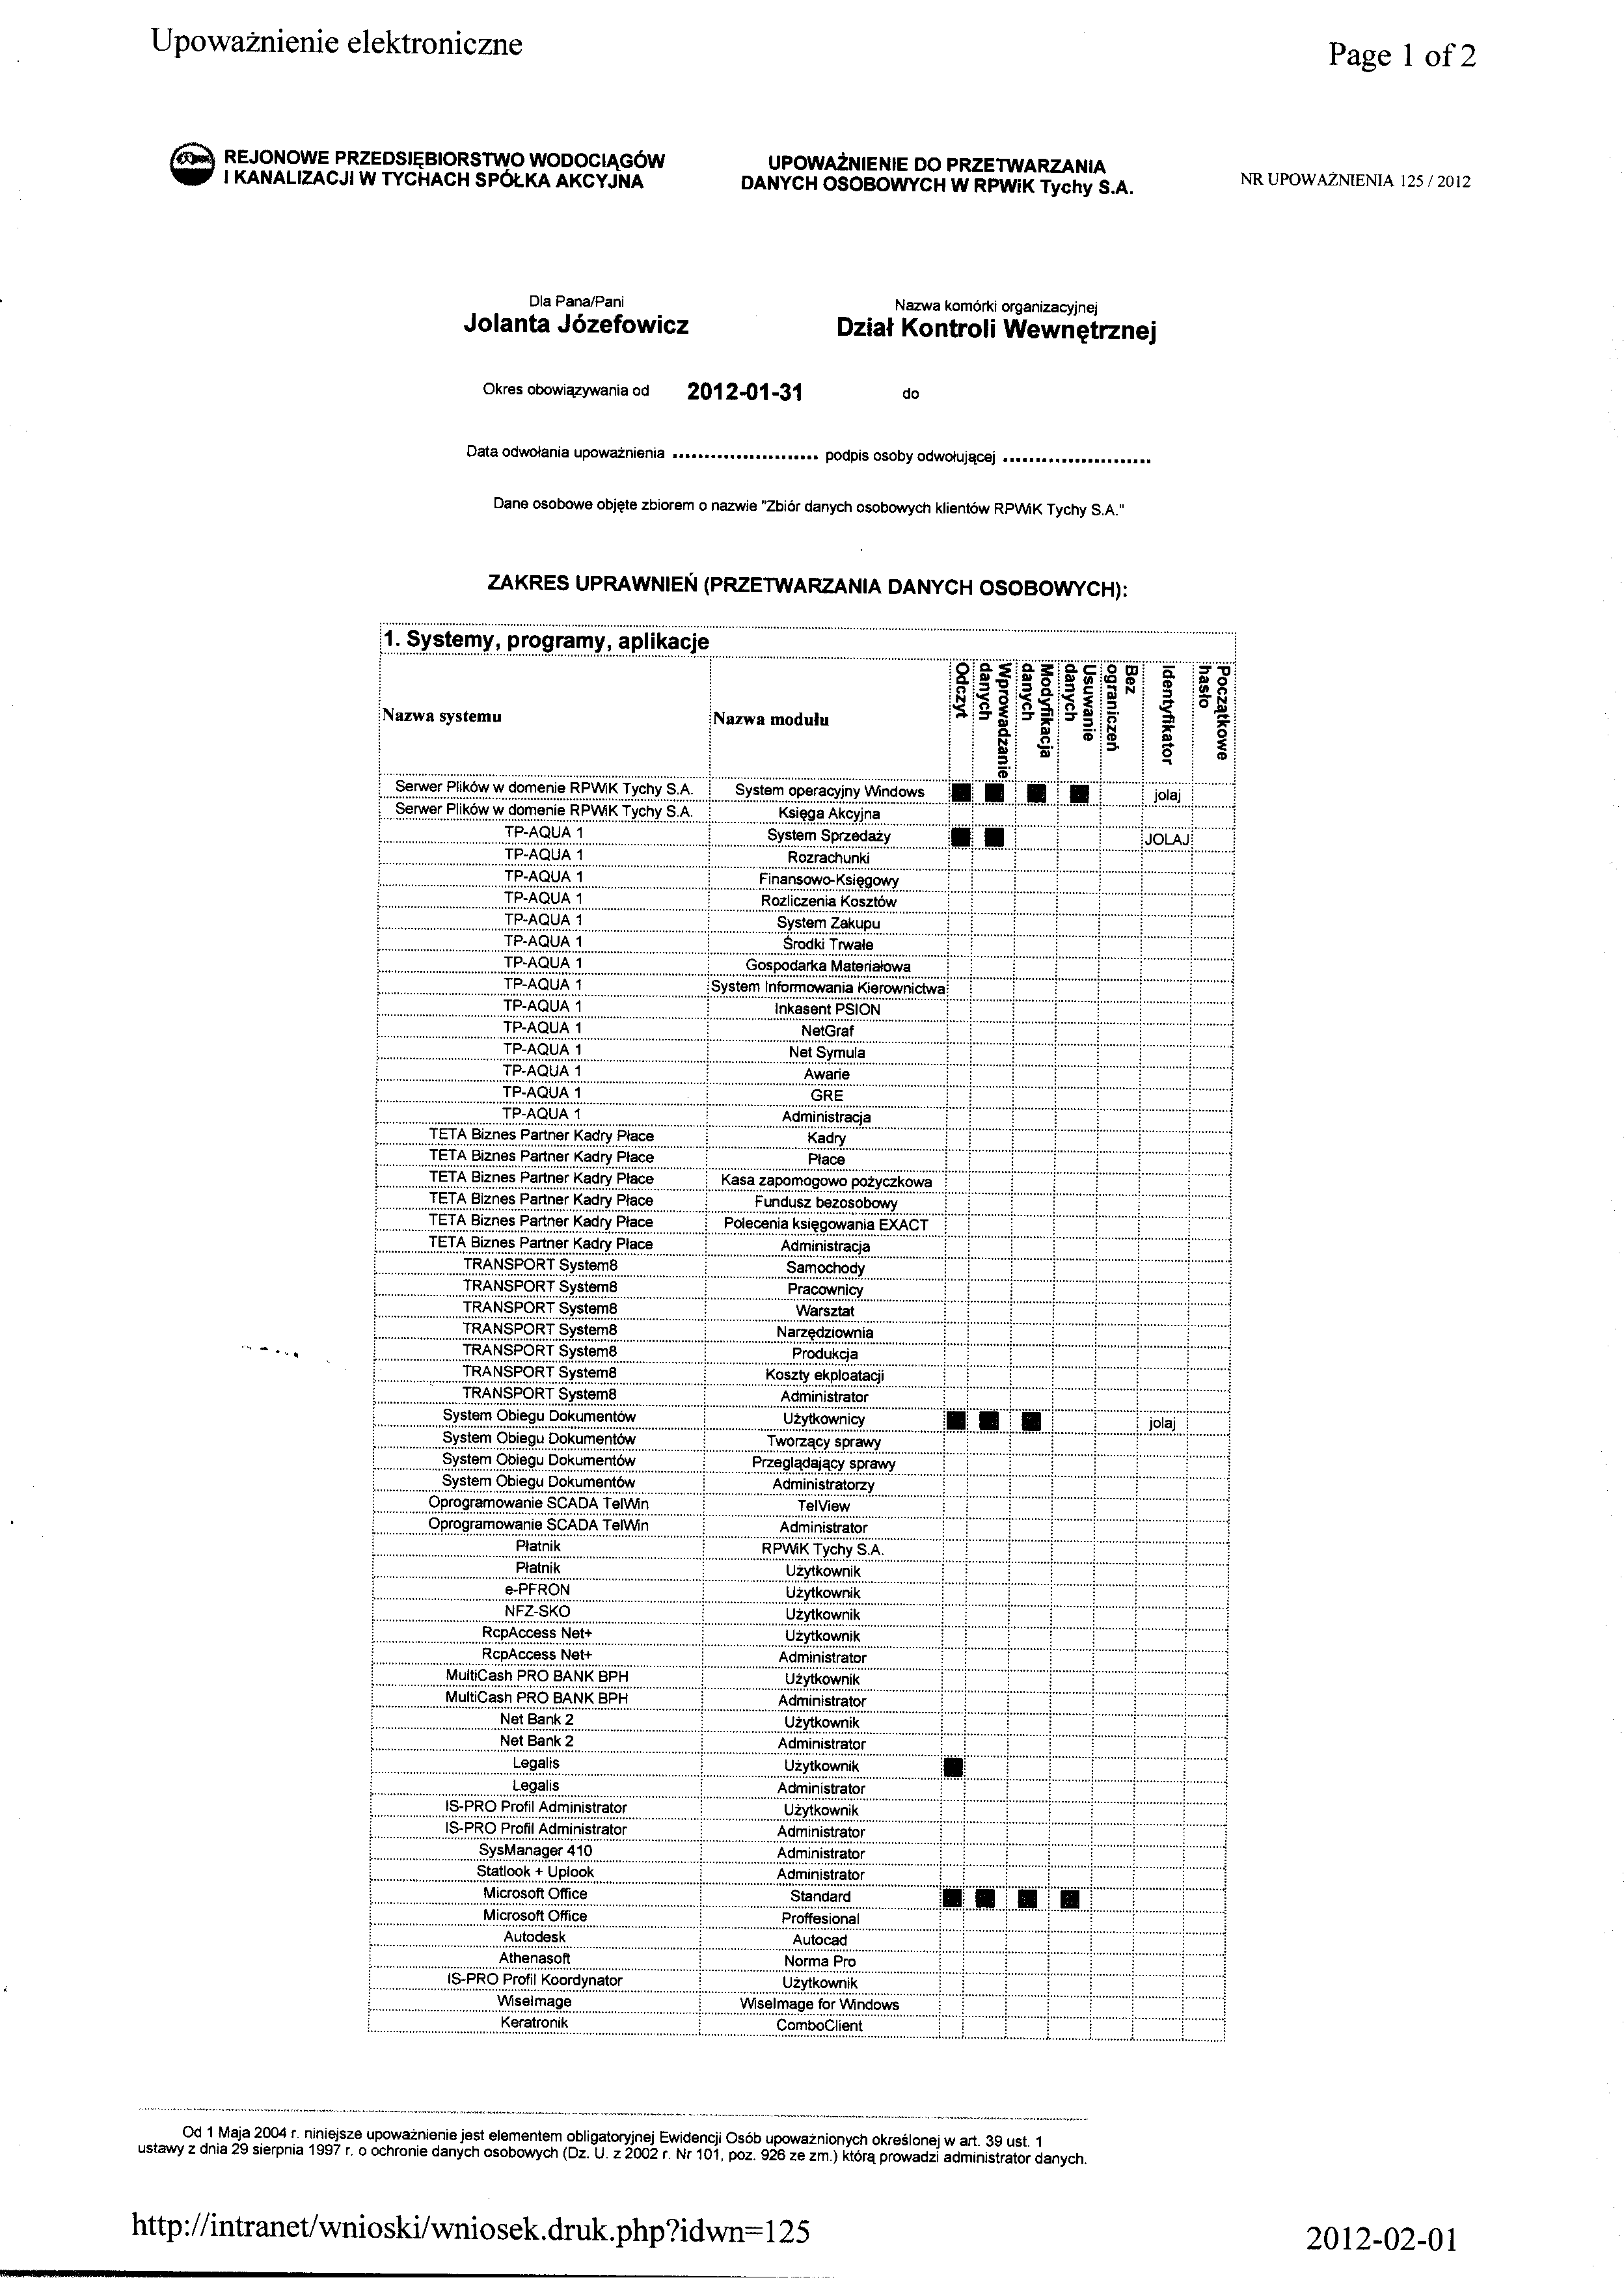 Upoważnienie elektroniczne
Page 1 of 2
REJONOWE PRZEDSIĘBIORSTWO WODOCIĄGÓW
I KANALIZACJI W TYCHACH SPÓŁKA AKCYJNA
UPOWAŻNIENIE DO PRZETWARZANIA
DANYCH OSOBOWYCH W RPWiK Tychy S.A.
NR UPOWAŻNIENIA 125 / 2012
Dla Pana/Pani
Jolanta Józefowicz
Nazwa komórki organizacyjnej
Dział Kontroli Wewnętrznej
Okres obowiązywania od 2012-01-31 do
Data odwołania upoważnienia ....................... podpis osoby odwołującej .......................
Dane osobowe objęte zbiorem o nazwie "Zbiór danych osobowych klientów RPWiK Tychy S.A."
ZAKRES UPRAWNIEŃ (PRZETWARZANIA DANYCH OSOBOWYCH):
1. Systemy, programy, aplikacje
Nazwa systemu Nazwa modułu Odczyt Wprowadzanie danych Modyfikacja danych Usuwanie danych Bez ograniczeń Identyfikator Początkowe hasło
Serwer Plików w domenie RPWiK Tychy S.A. System operacyjny Windows ■ ■ ■ ■ jolaj
Serwer Plików w domenie RPWiK Tychy S.A. Księga Akcyjna
TP-AQUA 1 System Sprzedaży ■ ■ JOLAJ
TP-AQUA 1 Rozrachunki
TP-AQUA 1 Finansowo-Księgowy
TP-AQUA 1 Rozliczenia Kosztów
TP-AQUA 1 System Zakupu
TP-AQUA 1 Środki Trwałe
TP-AQUA 1 Gospodarka Materiałowa
TP-AQUA 1 System Informowania Kierownictwa
TP-AQUA 1 Inkasent PSION
TP-AQUA 1 NetGraf
TP-AQUA 1 Net Symula
TP-AQUA 1 Awarie
TP-AQUA 1 GRE
TP-AQUA 1 Administracja
TETA Biznes Partner Kadry Płace Kadry
TETA Biznes Partner Kadry Płace Płace
TETA Biznes Partner Kadry Płace Kasa zapomogowo pożyczkowa
TETA Biznes Partner Kadry Płace Fundusz bezosobowy
TETA Biznes Partner Kadry Płace Polecenia księgowania EXACT
TETA Biznes Partner Kadry Płace Administracja
TRANSPORT System8 Samochody
TRANSPORT System8 Pracownicy
TRANSPORT System8 Warsztat
TRANSPORT System8 Narzędziownia
TRANSPORT System8 Produkcja
TRANSPORT System8 Koszty ekploatacji
TRANSPORT System8 Administrator
System Obiegu Dokumentów Użytkownicy ■ ■ ■ jolaj
System Obiegu Dokumentów Tworzący sprawy
System Obiegu Dokumentów Przeglądający sprawy
System Obiegu Dokumentów Administratorzy
Oprogramowanie SCADA TelWin TelView
Oprogramowanie SCADA TelWin Administrator
Płatnik RPWiK Tychy S.A.
Płatnik Użytkownik
e-PFRON Użytkownik
NFZ-SKO Użytkownik
RcpAccess Net+ Użytkownik
RcpAccess Net+ Administrator
MultiCash PRO BANK BPH Użytkownik
MultiCash PRO BANK BPH Administrator
Net Bank 2 Użytkownik
Net Bank 2 Administrator
Legalis Użytkownik ■
Legalis Administrator
IS-PRO Profil Administrator Użytkownik
IS-PRO Profil Administrator Administrator
SysManager 410 Administrator
Statlook + Uplook Administrator
Microsoft Office Standard ■ ■ ■ ■
Microsoft Office Proffesional
Autodesk Autocad
Athenasoft Norma Pro
IS-PRO Profil Koordynator Użytkownik
WiseImage WiseImage for Windows
Keratronik ComboClient
Od 1 Maja 2004 r. niniejsze upoważnienie jest elementem obligatoryjnej Ewidencji Osób upoważnionych określonej w art. 39 ust. 1
ustawy z dnia 29 sierpnia 1997 r. o ochronie danych osobowych (Dz. U. z 2002 r. Nr 101, poz. 926 ze zm.) którą prowadzi administrator danych.
http://intranet/wnioski/wniosek.druk.php?idwn=125
2012-02-01